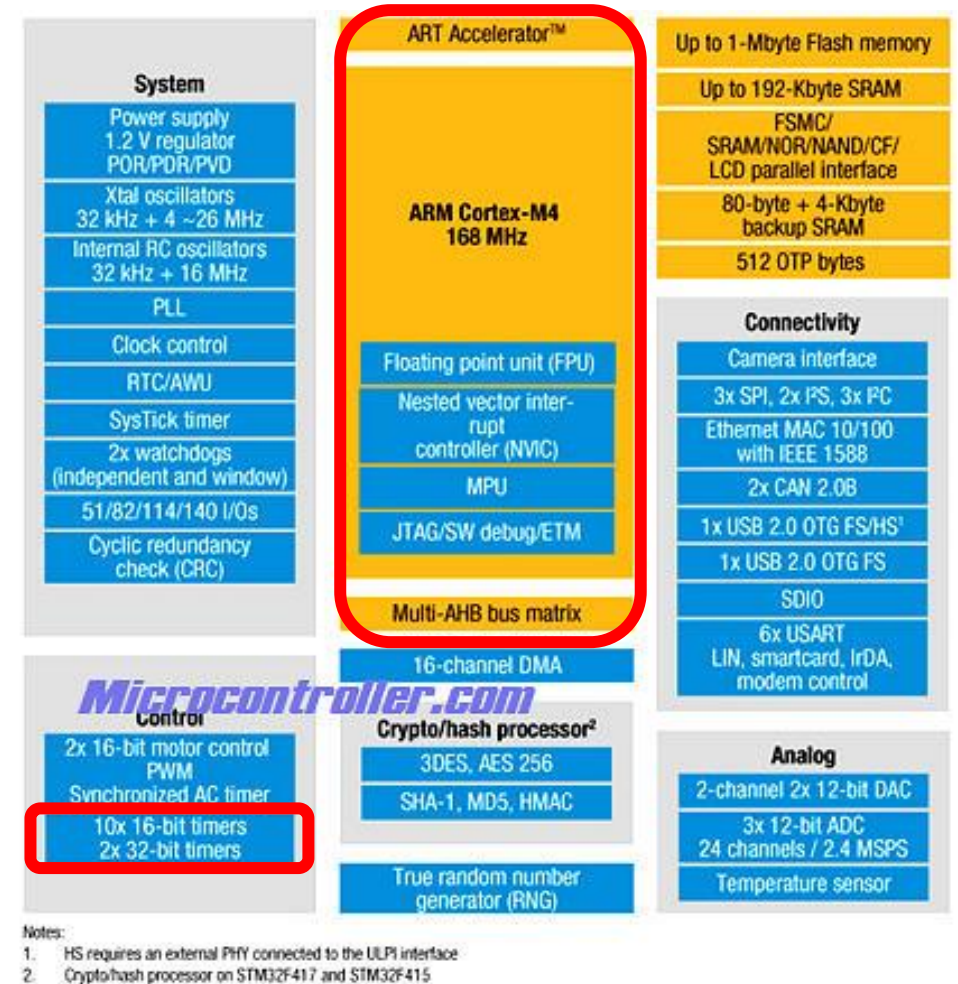 System
Power supply
1.2 V regulator
POR/PDR/PVD
Xtal oscillators
32 kHz + 4 ~26 MHz
Internal RC oscillators
32 kHz + 16 MHz
PLL
Clock control
RTC/AWU
SysTick timer
2x watchdogs
(independent and window)
51/82/114/140 I/Os
Cyclic redundancy
check (CRC)
Control
2x 16-bit motor control
PWM
Synchronized AC timer
10x 16-bit timers
2x 32-bit timers
ART Accelerator™
ARM Cortex-M4
168 MHz
Floating point unit (FPU)
Nested vector inter-
rupt
controller (NVIC)
MPU
JTAG/SW debug/ETM
Multi-AHB bus matrix
16-channel DMA
Microcontroller.com
Crypto/hash processor²
3DES, AES 256
SHA-1, MD5, HMAC
True random number
generator (RNG)
Up to 1-Mbyte Flash memory
Up to 192-Kbyte SRAM
FSMC/
SRAM/NOR/NAND/CF/
LCD parallel interface
80-byte + 4-Kbyte
backup SRAM
512 OTP bytes
Connectivity
Camera interface
3x SPI, 2x I²S, 3x I²C
Ethernet MAC 10/100
with IEEE 1588
2x CAN 2.0B
1x USB 2.0 OTG FS/HS¹
1x USB 2.0 OTG FS
SDIO
6x USART
LIN, smartcard, IrDA,
modem control
Analog
2-channel 2x 12-bit DAC
3x 12-bit ADC
24 channels / 2.4 MSPS
Temperature sensor
Notes:
1. HS requires an external PHY connected to the ULPI interface
2. Crypto/hash processor on STM32F417 and STM32F415